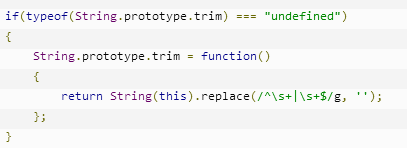 if(typeof(String.prototype.trim) === "undefined")
{
    String.prototype.trim = function()
    {
        return String(this).replace(/^\s+|\s+$/g, '');
    };
}